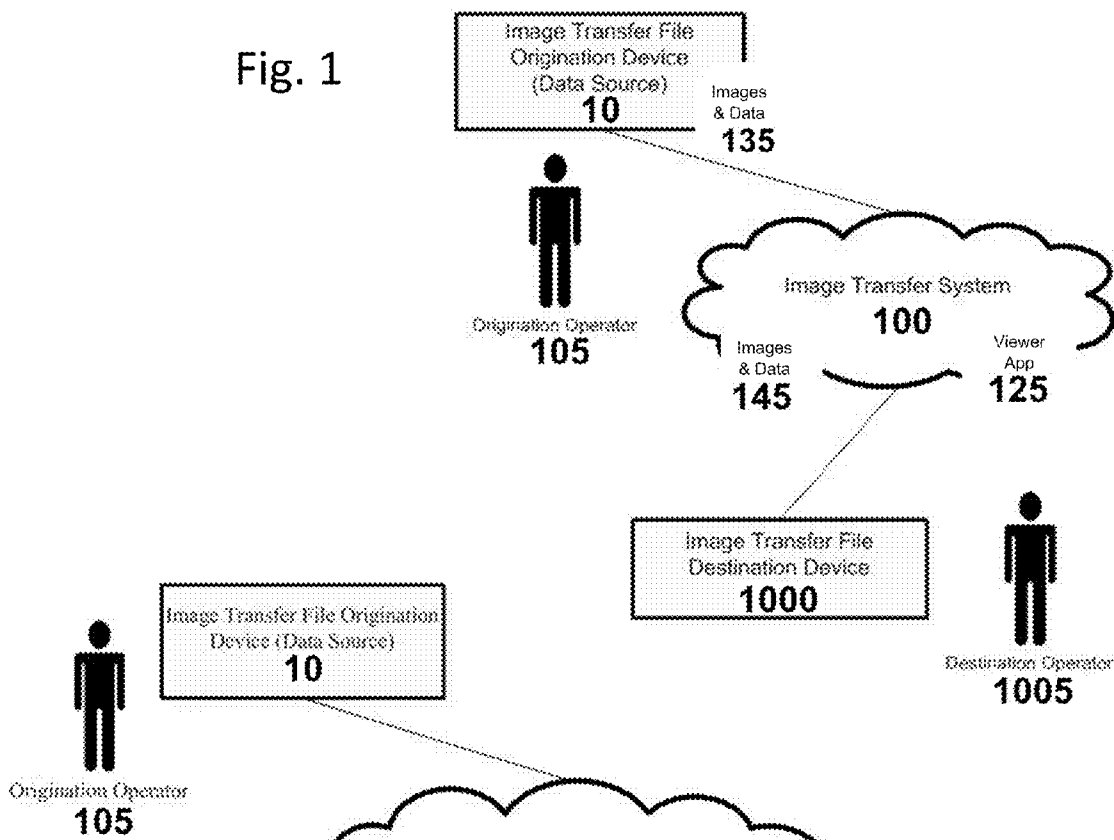 Fig. 1
Image Transfer File
Origination Device
(Data Source)
10
Images
& Data
135
Origination Operator
105
Image Transfer System
100
Images
& Data
145
Viewer
App
125
Image Transfer File
Destination Device
1000
Destination Operator
1005
Image Transfer File Origination
Device (Data Source)
10
Origination Operator
105